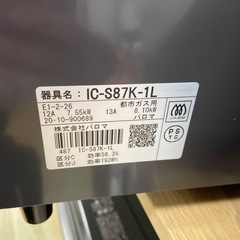 器具名: IC-S87K-1L
E1-2-26 都市ガス用
12A 7.55kW 13A 8.10kW
20・10-900689 パロマ
株式会社パロマ
487 IC-S87K-1L
区分C 効率56.3%
区分J 効率192Wh
PS
TG